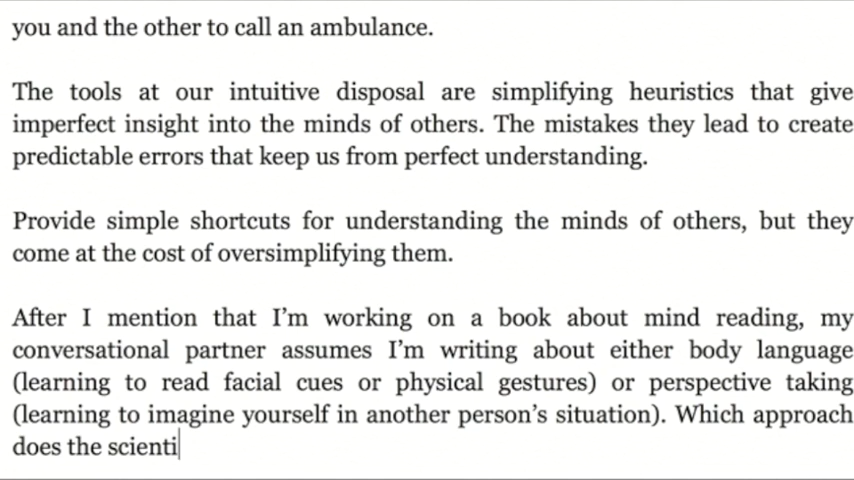 you and the other to call an ambulance.
The tools at our intuitive disposal are simplifying heuristics that give
imperfect insight into the minds of others. The mistakes they lead to create
predictable errors that keep us from perfect understanding.
Provide simple shortcuts for understanding the minds of others, but they
come at the cost of oversimplifying them.
After I mention that I’m working on a book about mind reading, my
conversational partner assumes I’m writing about either body language
(learning to read facial cues or physical gestures) or perspective taking
(learning to imagine yourself in another person’s situation). Which approach
does the scienti